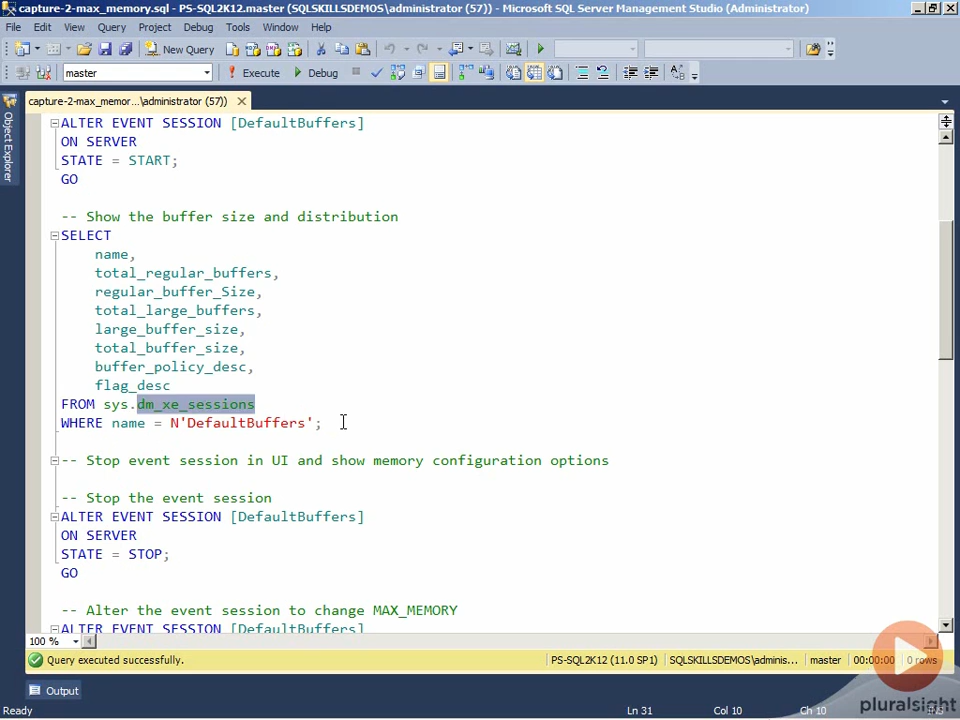 capture-2-max_memory.sql - PS-SQL2K12.master (SQLSKILLSDEMOS\administrator (57)) - Microsoft SQL Server Management Studio (Administrator)
File Edit View Query Project Debug Tools Window Help
New Query
master Execute Debug
capture-2-max_memor...\administrator (57))
Object Explorer
ALTER EVENT SESSION [DefaultBuffers]
ON SERVER
STATE = START;
GO
-- Show the buffer size and distribution
SELECT
name,
total_regular_buffers,
regular_buffer_Size,
total_large_buffers,
large_buffer_size,
total_buffer_size,
buffer_policy_desc,
flag_desc
FROM sys.dm_xe_sessions
WHERE name = N'DefaultBuffers';
-- Stop event session in UI and show memory configuration options
-- Stop the event session
ALTER EVENT SESSION [DefaultBuffers]
ON SERVER
STATE = STOP;
GO
-- Alter the event session to change MAX_MEMORY
ALTER EVENT SESSION [DefaultBuffers]
100 %
Query executed successfully. PS-SQL2K12 (11.0 SP1) SQLSKILLSDEMOS\adminis... master 00:00:00 0 rows
Output
pluralsight
Ready Ln 31 Col 10 Ch 10 INS